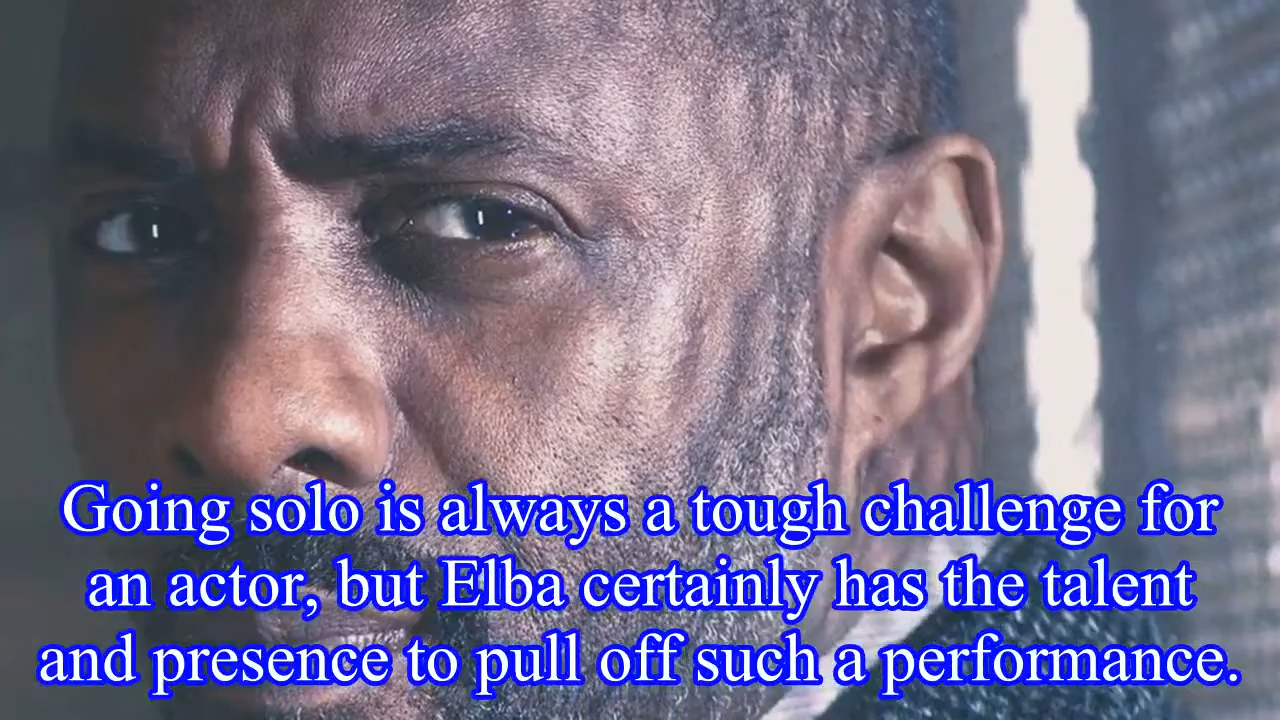 Going solo is always a tough challenge for
an actor, but Elba certainly has the talent
and presence to pull off such a performance.